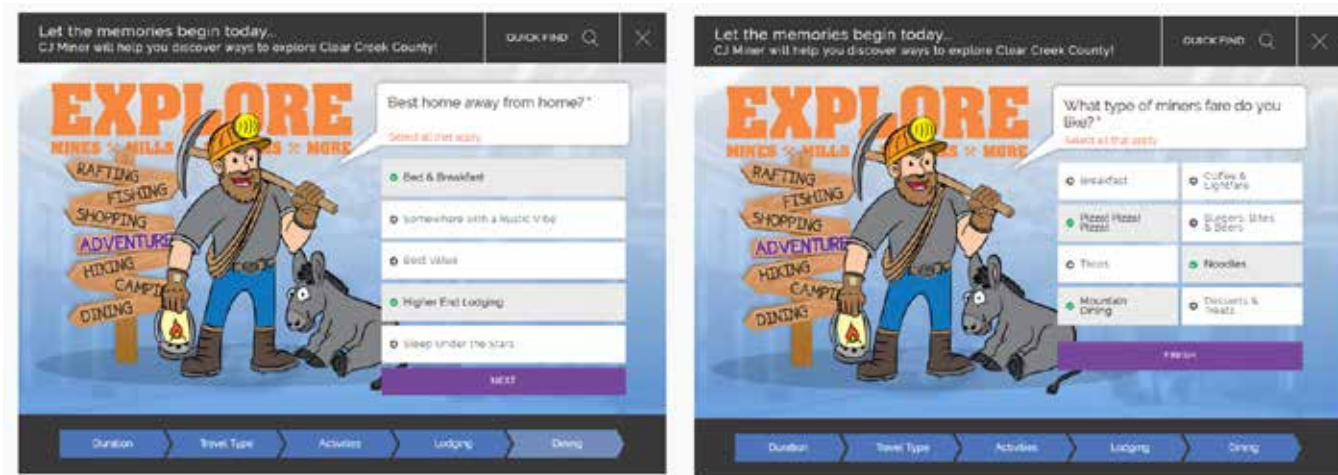 Let the memories begin today...
CJ Miner will help you discover ways to explore Clear Creek County!
QUICK FIND
EXPLORE
MINES MILLS
S MORE
RAFTING
FISHING
SHOPPING
ADVENTURE
HIKING
CAMPI
DINING
Best home away from home? *
Select all that apply
Bed & Breakfast
Somewhere with a Rustic Vibe
Best Value
Higher End Lodging
Sleep Under the Stars
NEXT
Duration
Travel Type
Activities
Lodging
Dining
Let the memories begin today...
CJ Miner will help you discover ways to explore Clear Creek County!
QUICK FIND
EXPLORE
MINES MILLS
S MORE
RAFTING
FISHING
SHOPPING
ADVENTURE
HIKING
CAMPI
DINING
What type of miners fare do you
like? *
Select all that apply
Breakfast
Coffee &
Lightfare
Pizza! Pizza!
Pizza!
Burgers, Bites
& Beers
Tacos
Noodles
Mountain
Dining
Desserts &
Treats
FINISH
Duration
Travel Type
Activities
Lodging
Dining